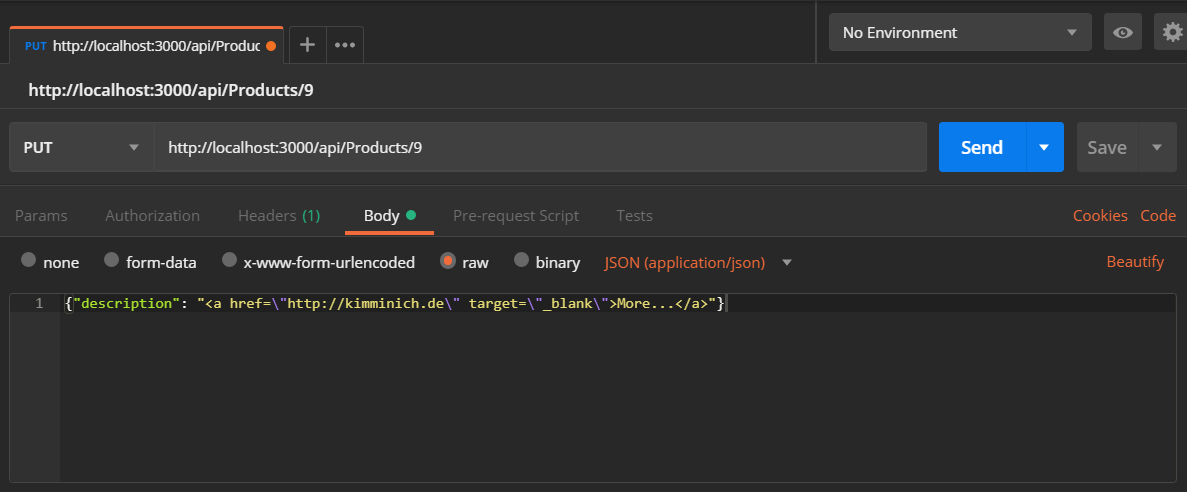 PUT http://localhost:3000/api/Produc
No Environment
http://localhost:3000/api/Products/9
PUT http://localhost:3000/api/Products/9 Send Save
Params Authorization Headers (1) Body Pre-request Script Tests Cookies Code
none form-data x-www-form-urlencoded raw binary JSON (application/json) Beautify
1 {"description": "<a href=\"http://kimminich.de\" target=\"_blank\">More...</a>"}